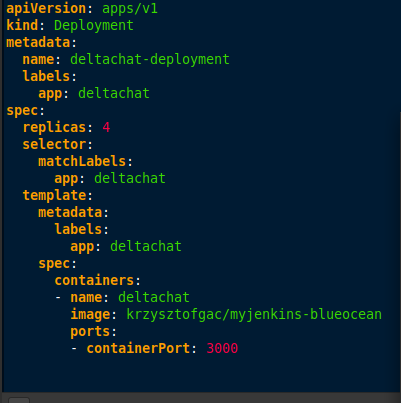 apiVersion: apps/v1
kind: Deployment
metadata:
  name: deltachat-deployment
  labels:
    app: deltachat
spec:
  replicas: 4
  selector:
    matchLabels:
      app: deltachat
  template:
    metadata:
      labels:
        app: deltachat
    spec:
      containers:
      - name: deltachat
        image: krzysztofgac/myjenkins-blueocean
        ports:
        - containerPort: 3000